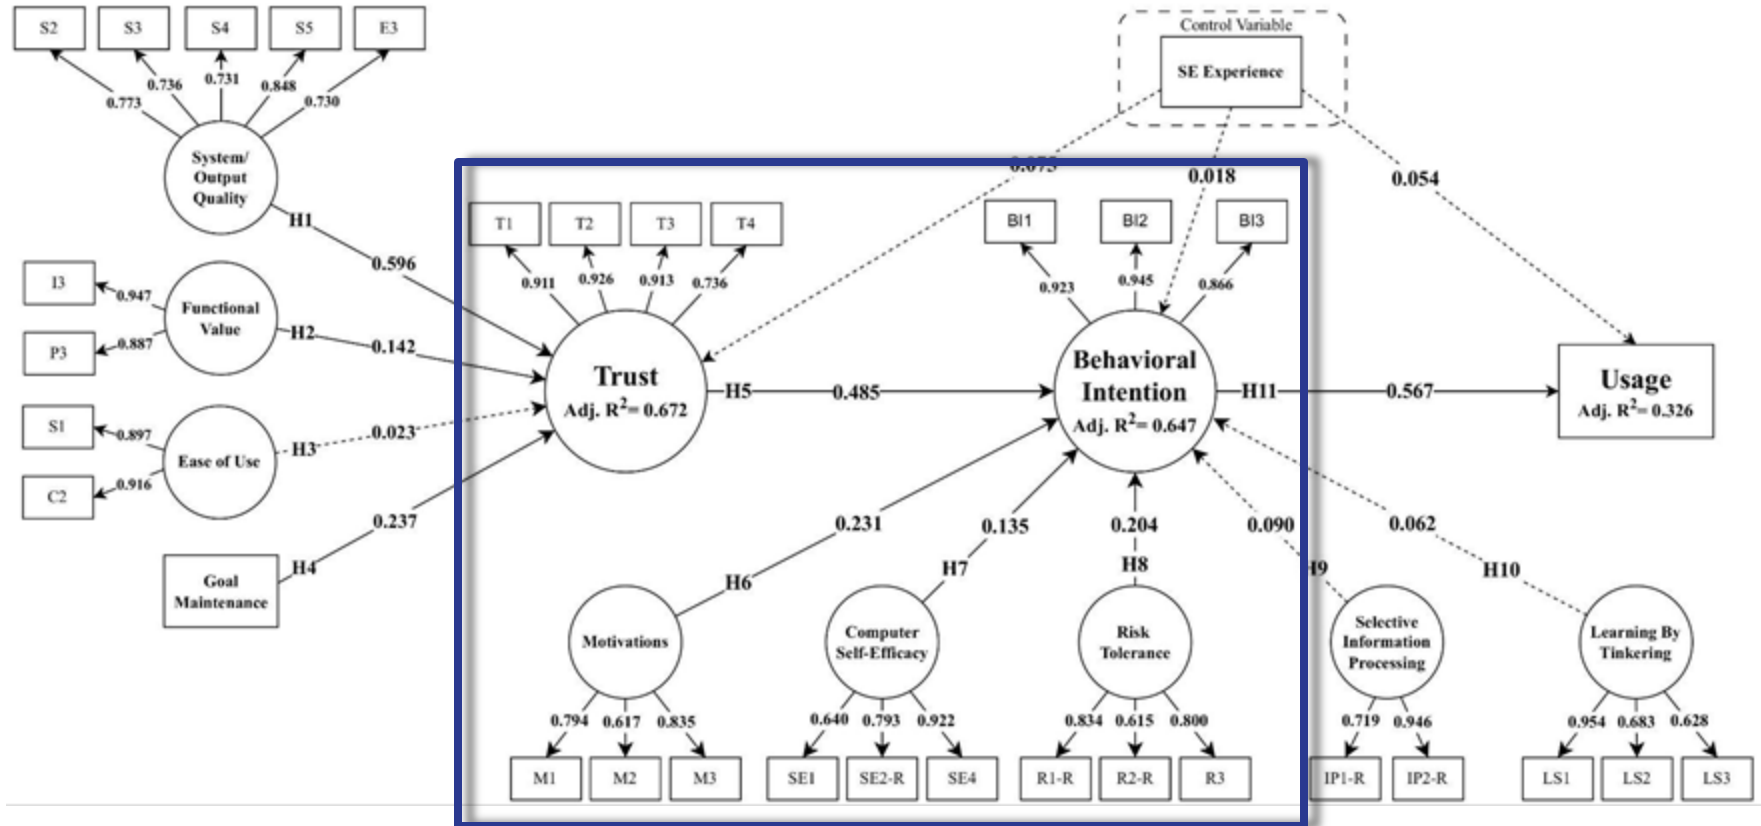 S2
S3
S4
S5
E3
0.773
0.736
0.731
0.848
0.730
System/
Output
Quality
Control Variable
SE Experience
0.075
0.018
0.054
H1
0.596
I3
P3
0.947
0.887
Functional
Value
H2
0.142
S1
C2
0.897
0.916
Ease of Use
H3
0.023
Goal
Maintenance
H4
0.237
T1
T2
T3
T4
0.911
0.926
0.913
0.736
Trust
Adj. R²= 0.672
H5
0.485
BI1
BI2
BI3
0.923
0.945
0.866
Behavioral
Intention
Adj. R²= 0.647
H11
0.567
Usage
Adj. R²= 0.326
0.231
H6
0.135
H7
0.204
H8
0.090
H9
0.062
H10
Motivations
0.794
0.617
0.835
M1
M2
M3
Computer
Self-Efficacy
0.640
0.793
0.922
SE1
SE2-R
SE4
Risk
Tolerance
0.834
0.615
0.800
R1-R
R2-R
R3
Selective
Information
Processing
0.719
0.946
IP1-R
IP2-R
Learning By
Tinkering
0.954
0.683
0.628
LS1
LS2
LS3